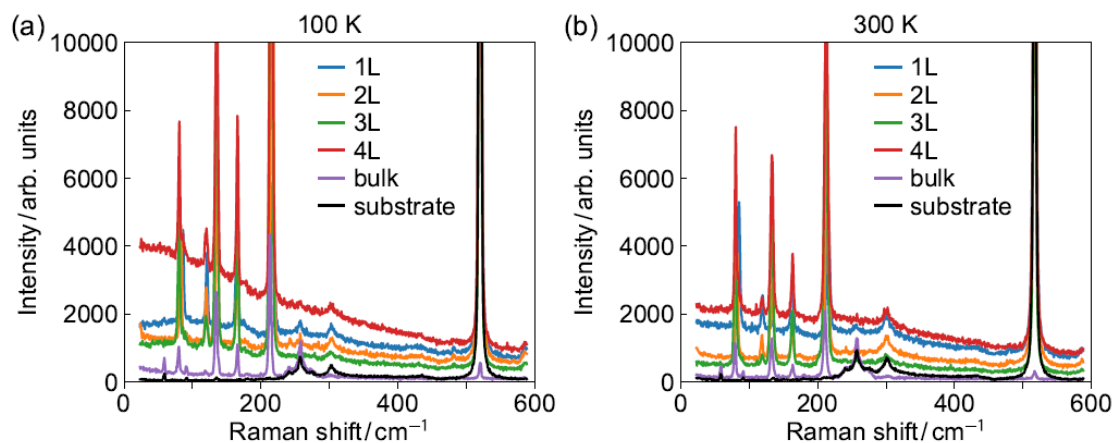 (a)
100 K
Intensity / arb. units
10000
8000
6000
4000
2000
0
1L
2L
3L
4L
bulk
substrate
0
200
400
600
Raman shift / cm−1
(b)
300 K
Intensity / arb. units
10000
8000
6000
4000
2000
0
1L
2L
3L
4L
bulk
substrate
0
200
400
600
Raman shift / cm−1